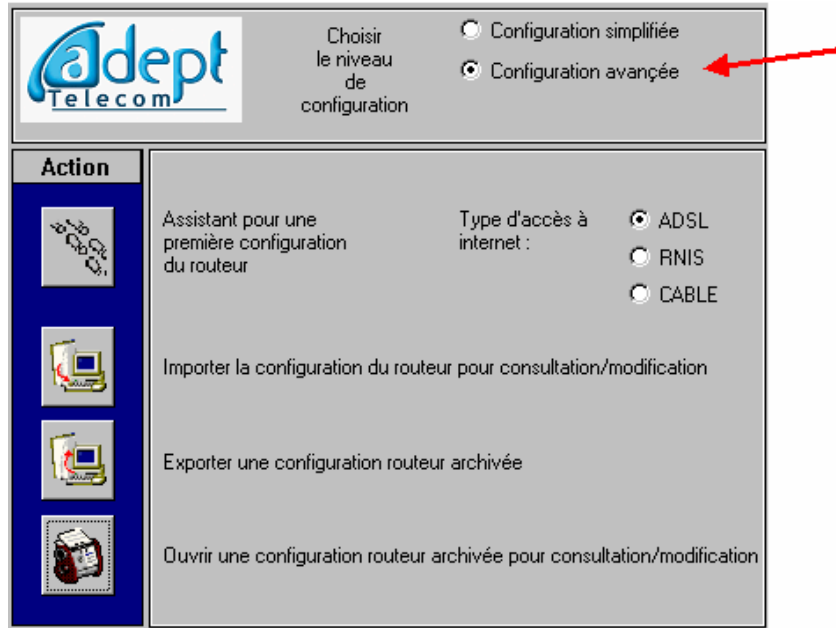 adept
Telecom
Choisir
le niveau
de
configuration
Configuration simplifiée
Configuration avançée
Action
Assistant pour une
première configuration
du routeur
Type d'accès à
internet :
ADSL
RNIS
CABLE
Importer la configuration du routeur pour consultation/modification
Exporter une configuration routeur archivée
Ouvrir une configuration routeur archivée pour consultation/modification